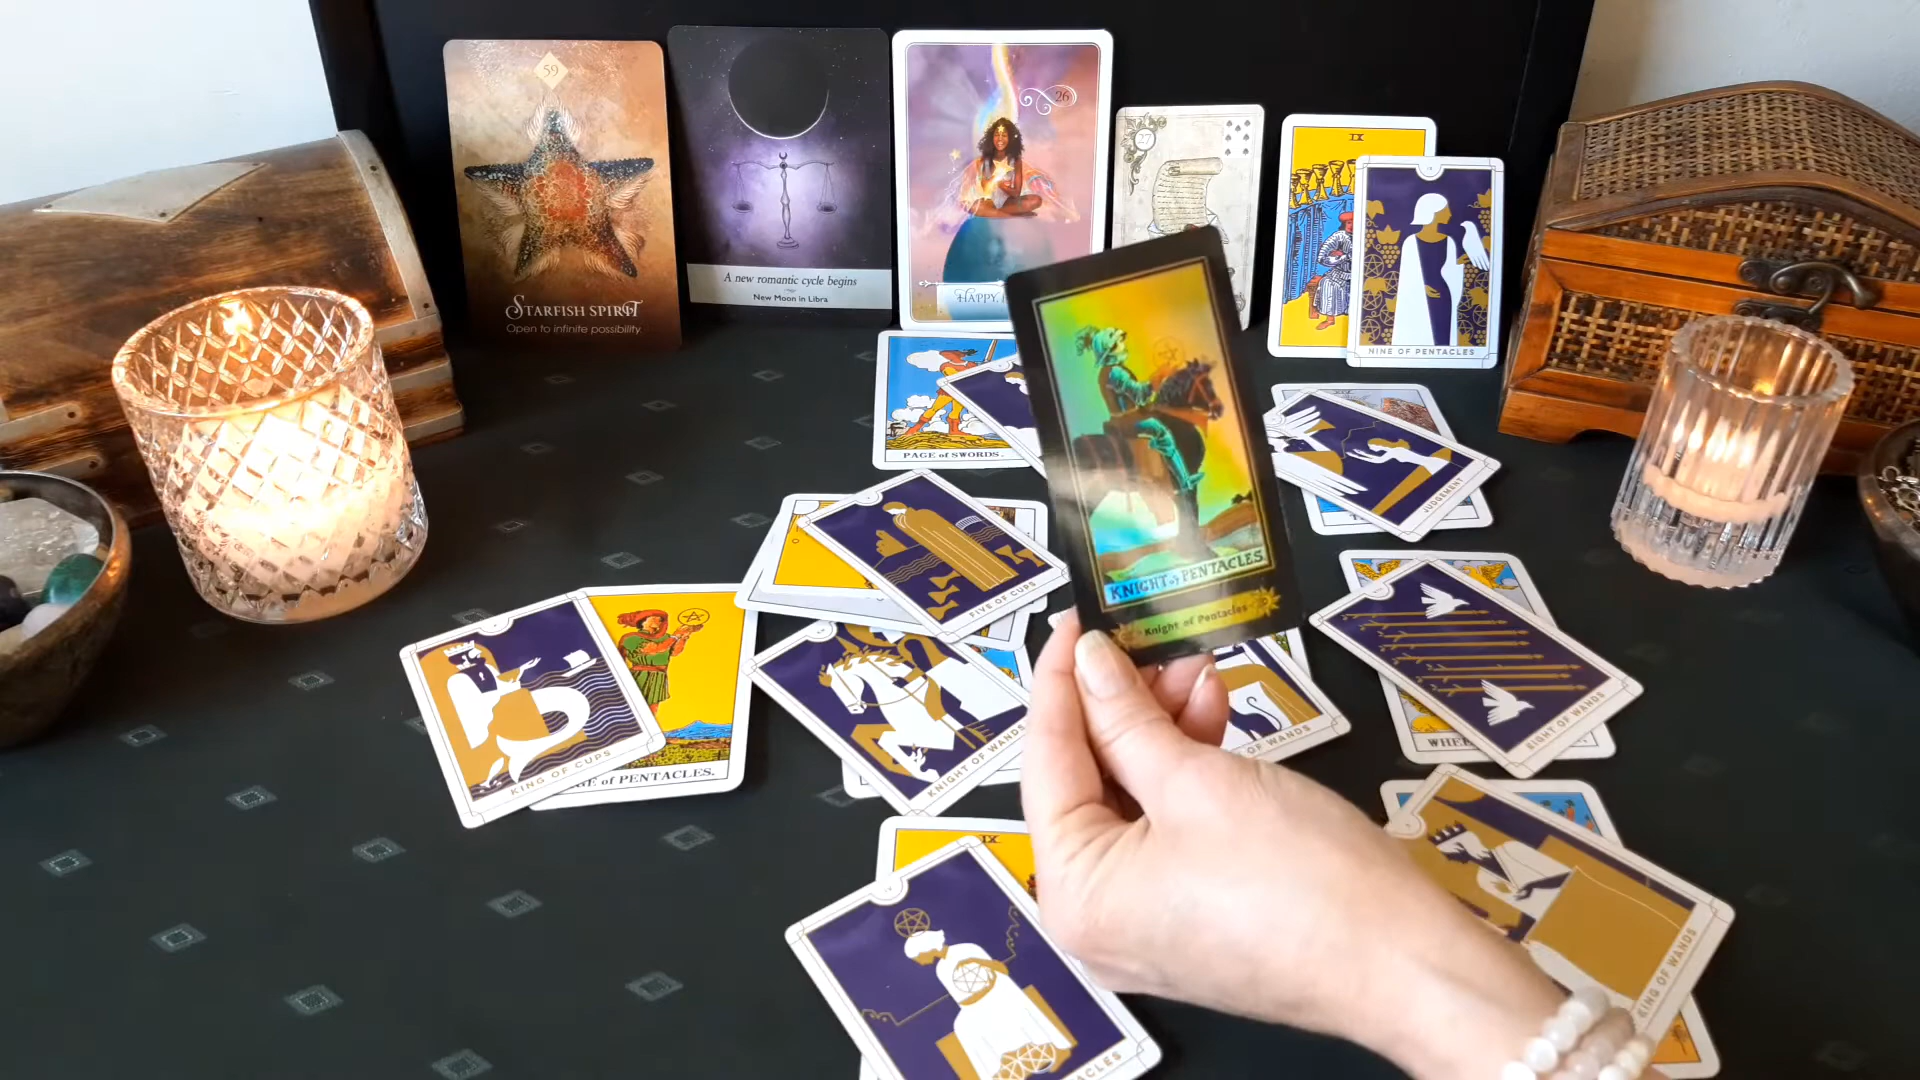 59
STARFISH SPIRIT
Open to infinite possibility
A new romantic cycle begins
New Moon in Libra
26
HAPPY,
27
IX
NINE OF PENTACLES
PAGE of SWORDS.
JUDGEMENT
KNIGHT of PENTACLES
Knight of Pentacles
FIVE OF CUPS
KING OF CUPS
of PENTACLES.
KNIGHT OF WANDS
OF WANDS
EIGHT OF WANDS
IX
KING OF WANDS